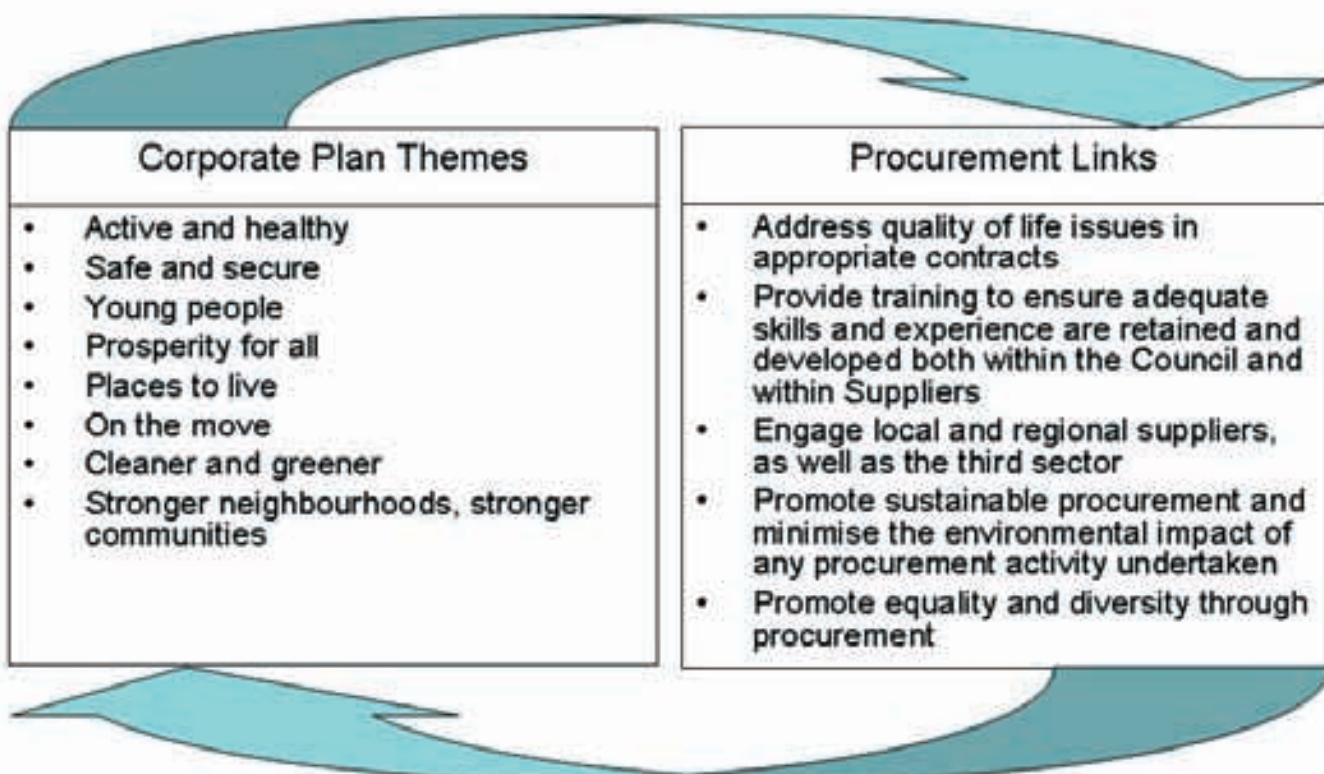 Corporate Plan Themes
• Active and healthy
• Safe and secure
• Young people
• Prosperity for all
• Places to live
• On the move
• Cleaner and greener
• Stronger neighbourhoods, stronger
communities
Procurement Links
• Address quality of life issues in
appropriate contracts
• Provide training to ensure adequate
skills and experience are retained and
developed both within the Council and
within Suppliers
• Engage local and regional suppliers,
as well as the third sector
• Promote sustainable procurement and
minimise the environmental impact of
any procurement activity undertaken
• Promote equality and diversity through
procurement